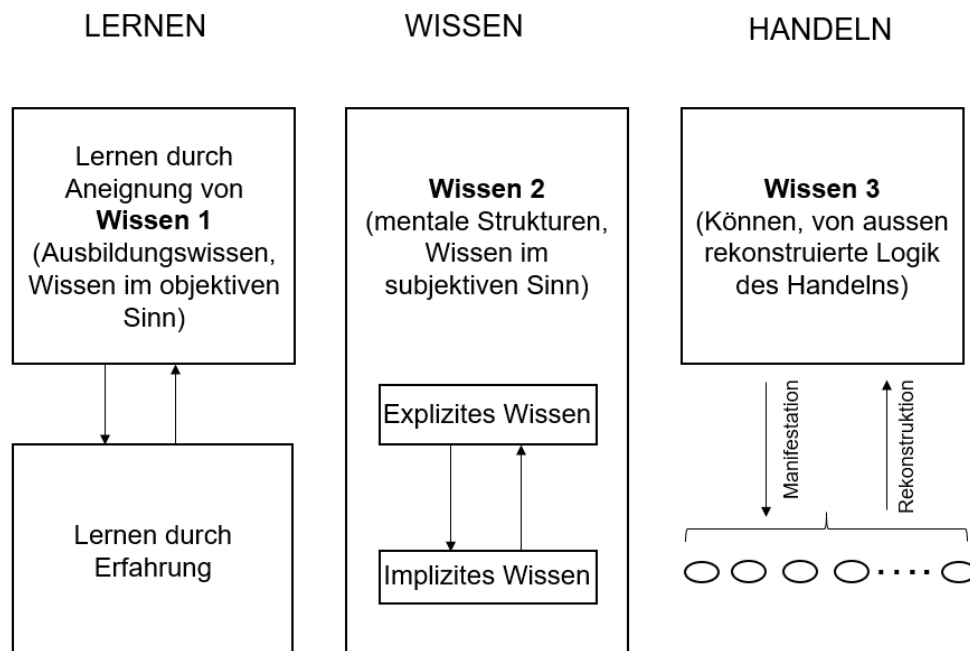 LERNEN
WISSEN
HANDELN
Lernen durch
Aneignung von
Wissen 1
(Ausbildungswissen,
Wissen im objektiven
Sinn)
Lernen durch
Erfahrung
Wissen 2
(mentale Strukturen,
Wissen im
subjektiven Sinn)
Explizites Wissen
Implizites Wissen
Wissen 3
(Können, von aussen
rekonstruierte Logik
des Handelns)
Manifestation
Rekonstruktion